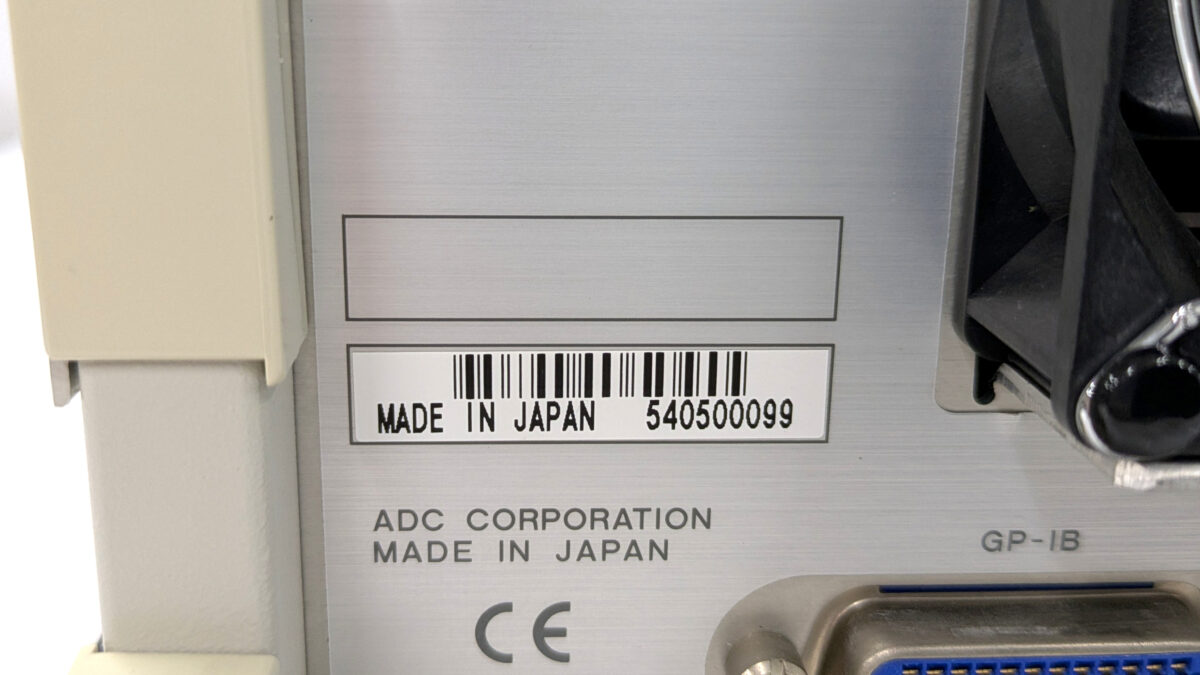 MADE IN JAPAN 540500099
ADC CORPORATION
MADE IN JAPAN
GP-IB
CE